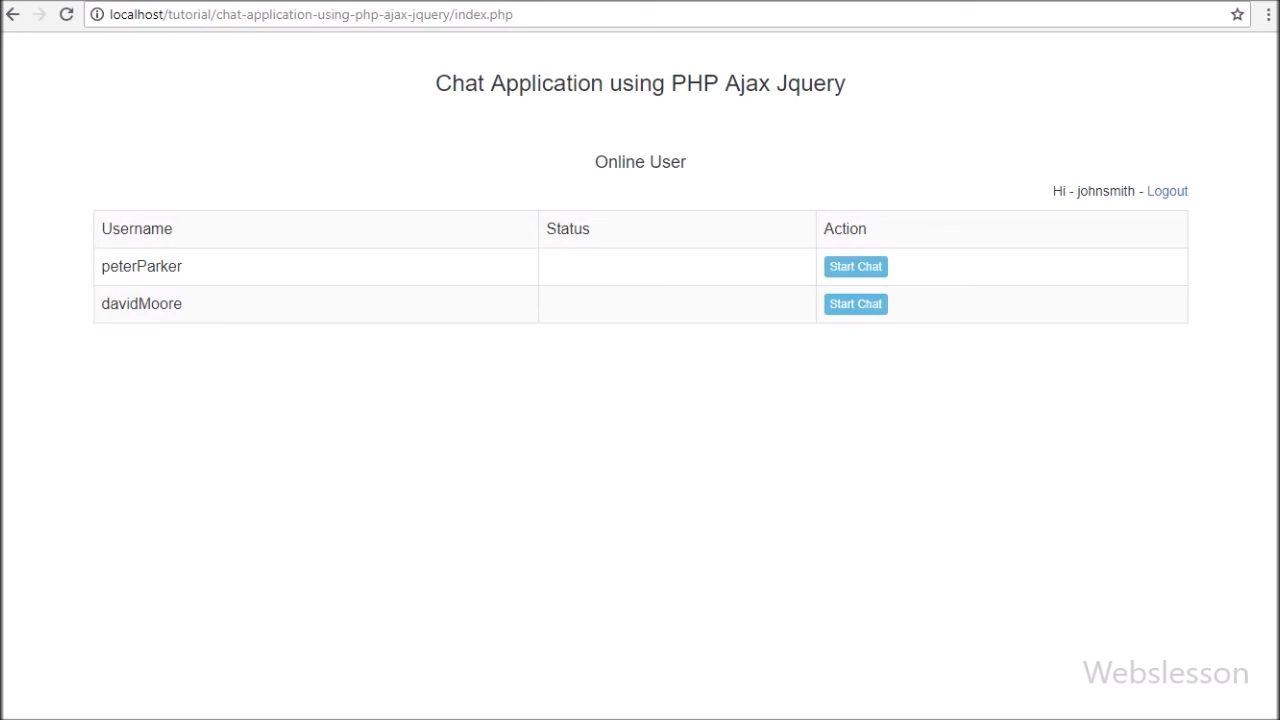 localhost/tutorial/chat-application-using-php-ajax-jquery/index.php
Chat Application using PHP Ajax Jquery
Online User
Hi - johnsmith - Logout
Username Status Action
peterParker Start Chat
davidMoore Start Chat
Webslesson